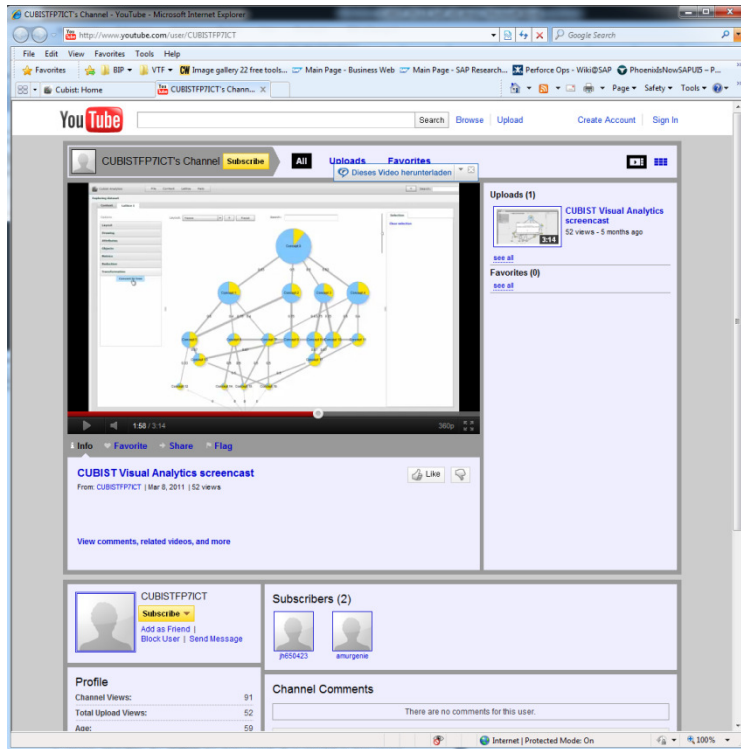 CUBISTFP7ICT's Channel - YouTube - Microsoft Internet Explorer
http://www.youtube.com/user/CUBISTFP7ICT
Google Search
File Edit View Favorites Tools Help
Favorites BIP VTF Image gallery 22 free tools... Main Page - Business Web Main Page - SAP Research... Perforce Ops - Wiki@SAP PhoenixIsNowSAPUI5 – P...
Cubist: Home CUBISTFP7ICT's Chann... X Page Safety Tools
YouTube Search Browse Upload Create Account Sign In
CUBISTFP7ICT's Channel Subscribe All Uploads Favorites
Dieses Video herunterladen
Uploads (1)
CUBIST Visual Analytics screencast
52 views - 5 months ago
3:14
see all
Favorites (0)
see all
1:58 / 3:14 360p
Info Favorite Share Flag
CUBIST Visual Analytics screencast
From: CUBISTFP7ICT | Mar 8, 2011 | 52 views
Like
View comments, related videos, and more
CUBISTFP7ICT
Subscribe
Add as Friend |
Block User | Send Message
Subscribers (2)
jh650423 amurgenie
Profile
Channel Views: 91
Total Upload Views: 52
Age: 59
Channel Comments
There are no comments for this user.
Internet | Protected Mode: On 100%